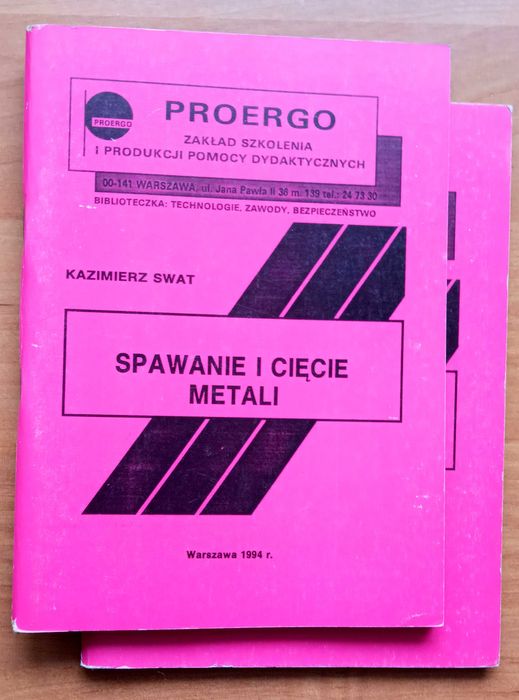 PROERGO
PROERGO
ZAKŁAD SZKOLENIA
I PRODUKCJI POMOCY DYDAKTYCZNYCH
00-141 WARSZAWA, ul. Jana Pawła II 38 m. 139 tel.: 24 73 30
BIBLIOTECZKA: TECHNOLOGIE, ZAWODY, BEZPIECZEŃSTWO
KAZIMIERZ SWAT
SPAWANIE I CIĘCIE
METALI
Warszawa 1994 r.